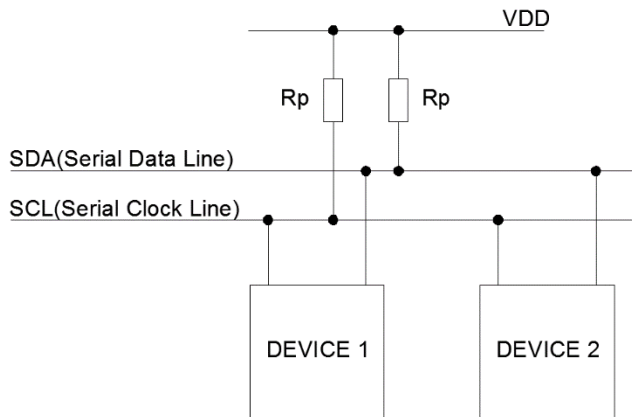 VDD
Rp
Rp
SDA(Serial Data Line)
SCL(Serial Clock Line)
DEVICE 1
DEVICE 2